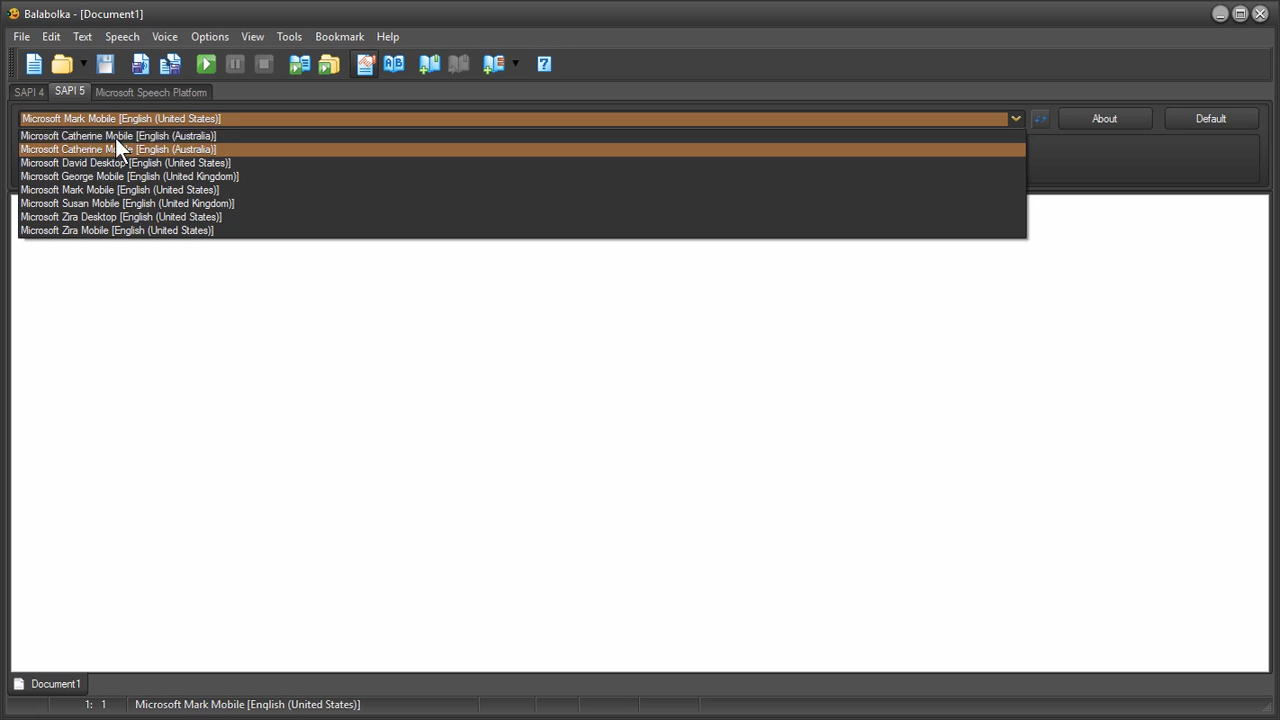 Balabolka - [Document1]
File Edit Text Speech Voice Options View Tools Bookmark Help
SAPI 4 SAPI 5 Microsoft Speech Platform
Microsoft Mark Mobile [English (United States)] About Default
Microsoft Catherine Mobile [English (Australia)]
Microsoft Catherine Mobile [English (Australia)]
Microsoft David Desktop [English (United States)]
Microsoft George Mobile [English (United Kingdom)]
Microsoft Mark Mobile [English (United States)]
Microsoft Susan Mobile [English (United Kingdom)]
Microsoft Zira Desktop [English (United States)]
Microsoft Zira Mobile [English (United States)]
Document1
1: 1 Microsoft Mark Mobile [English (United States)]